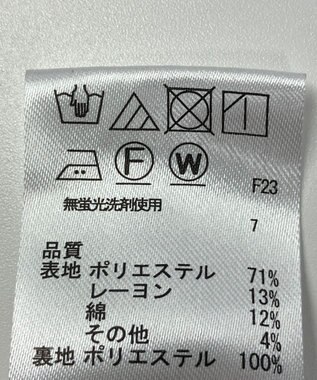 F W F23
無蛍光洗剤使用
7
品質
表地 ポリエステル 71%
レーヨン 13%
綿 12%
その他 4%
裏地 ポリエステル 100%